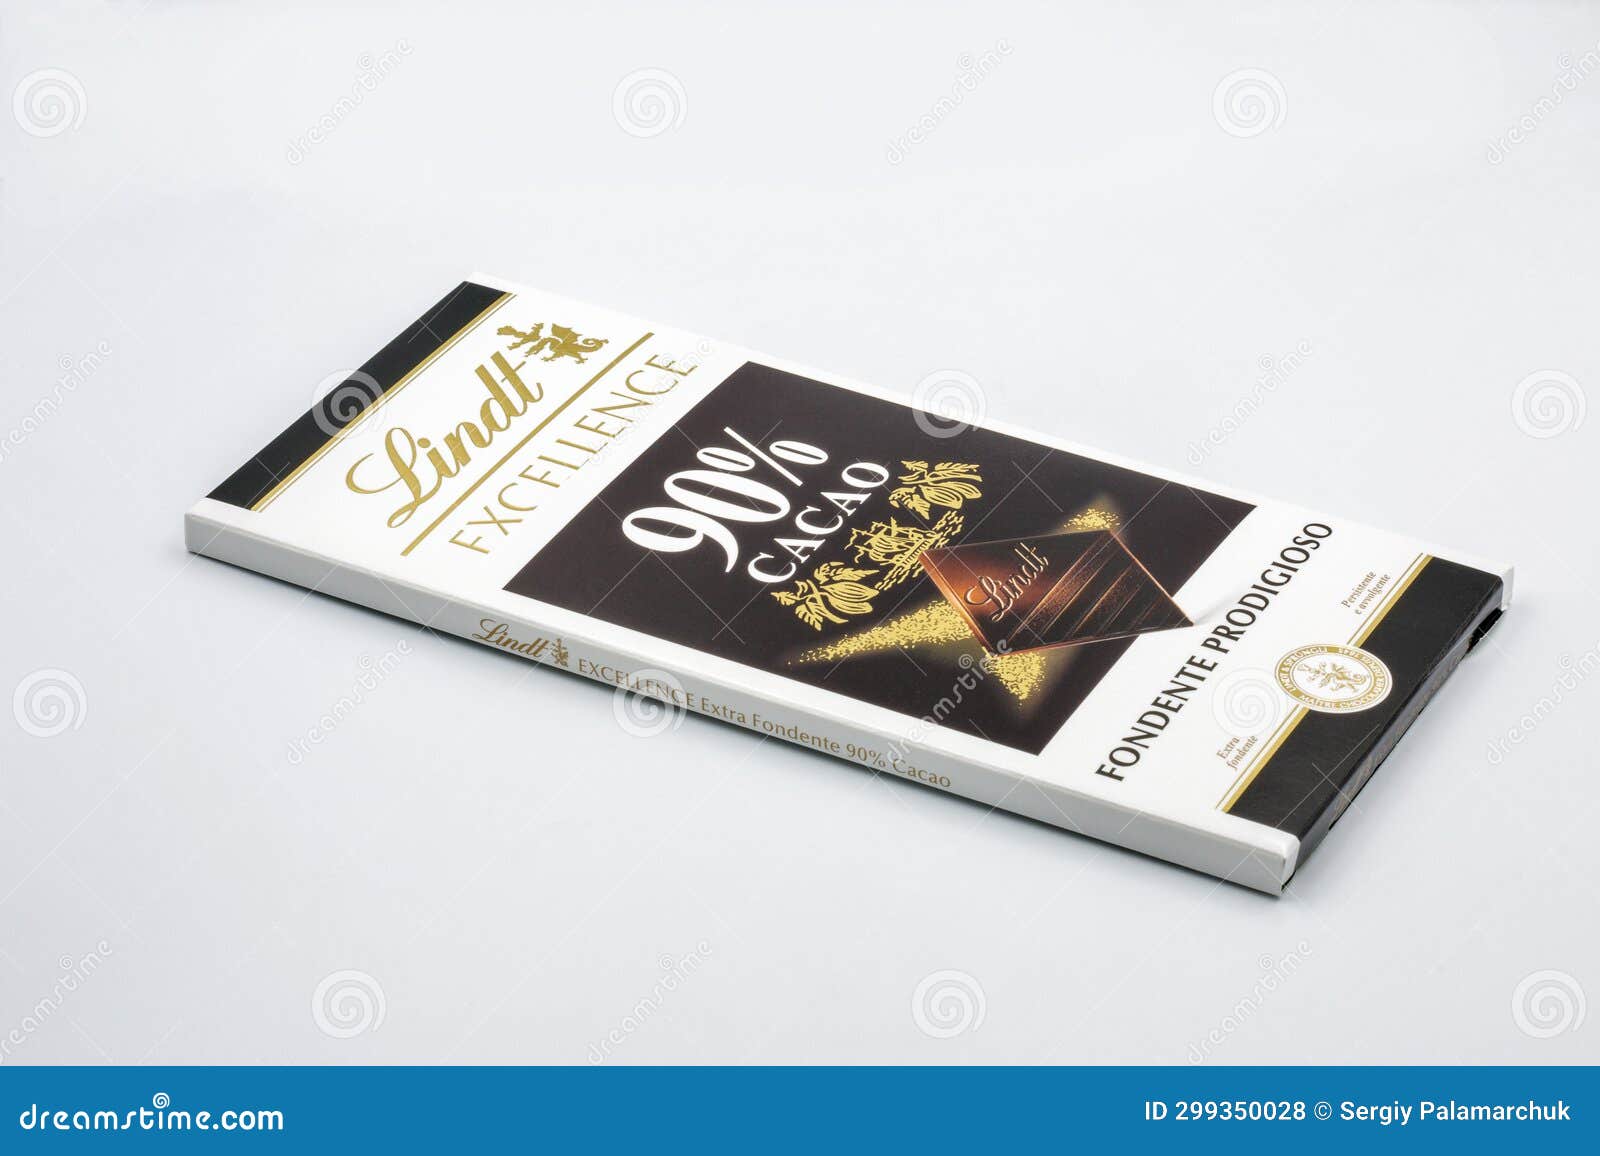 Lindt
EXCELLENCE
90%
CACAO
Lindt
FONDENTE PRODIGIOSO
Persistente
e avvolgente
Extra
fondente
Lindt EXCELLENCE Extra Fondente 90% Cacao
dreamstime.com
ID 299350028 © Sergiy Palamarchuk